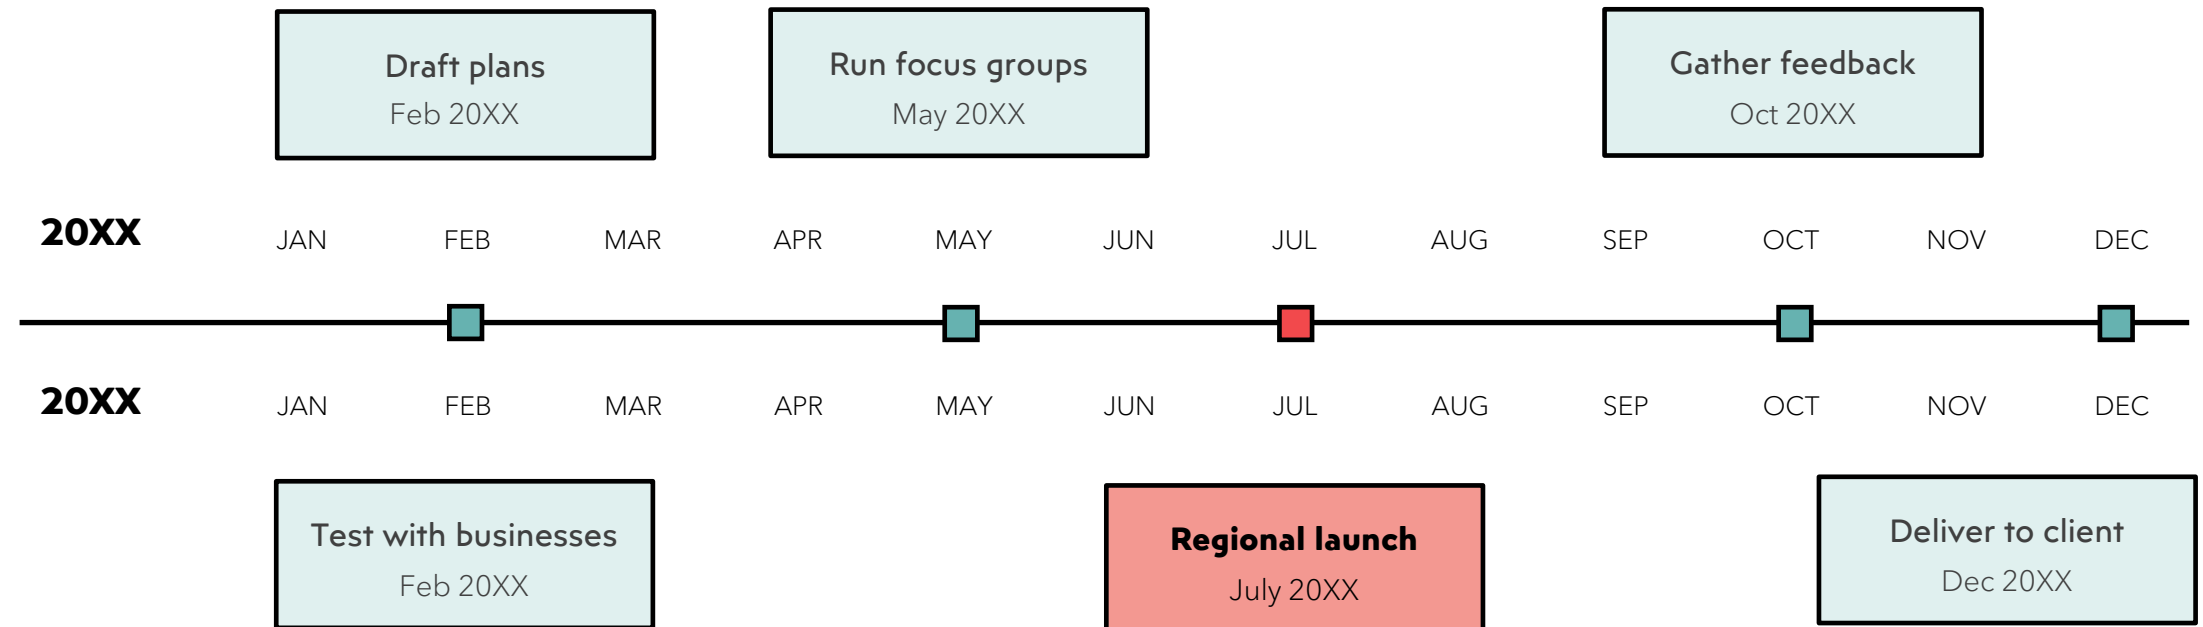 Draft plans
Feb 20XX
Run focus groups
May 20XX
Gather feedback
Oct 20XX
20XX JAN FEB MAR APR MAY JUN JUL AUG SEP OCT NOV DEC
20XX JAN FEB MAR APR MAY JUN JUL AUG SEP OCT NOV DEC
Test with businesses
Feb 20XX
Regional launch
July 20XX
Deliver to client
Dec 20XX